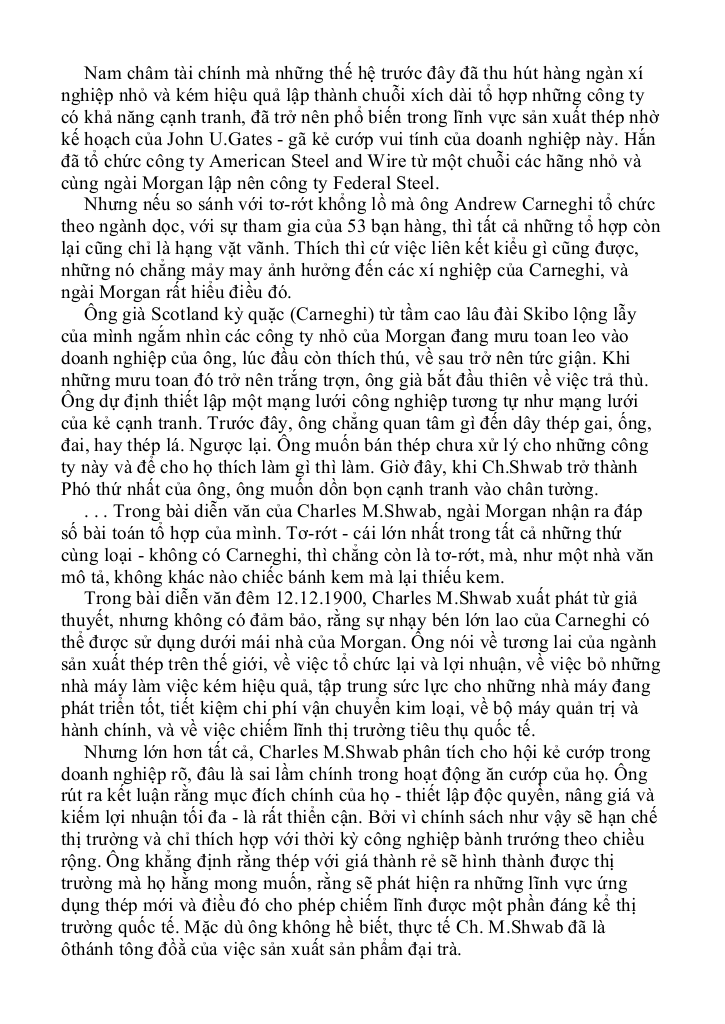 Nam châm tài chính mà những thế hệ trước đây đã thu hút hàng ngàn xí
nghiệp nhỏ và kém hiệu quả lập thành chuỗi xích dài tổ hợp những công ty
có khả năng cạnh tranh, đã trở nên phổ biến trong lĩnh vực sản xuất thép nhờ
kế hoạch của John U.Gates - gã kẻ cướp vui tính của doanh nghiệp này. Hắn
đã tổ chức công ty American Steel and Wire từ một chuỗi các hãng nhỏ và
cùng ngài Morgan lập nên công ty Federal Steel.
Nhưng nếu so sánh với tơ-rớt khổng lồ mà ông Andrew Carneghi tổ chức
theo ngành dọc, với sự tham gia của 53 bạn hàng, thì tất cả những tổ hợp còn
lại cũng chỉ là hạng vặt vãnh. Thích thì cứ việc liên kết kiểu gì cũng được,
những nó chẳng mảy may ảnh hưởng đến các xí nghiệp của Carneghi, và
ngài Morgan rất hiểu điều đó.
Ông già Scotland kỳ quặc (Carneghi) từ tầm cao lâu đài Skibo lộng lẫy
của mình ngắm nhìn các công ty nhỏ của Morgan đang mưu toan leo vào
doanh nghiệp của ông, lúc đầu còn thích thú, về sau trở nên tức giận. Khi
những mưu toan đó trở nên trắng trợn, ông già bắt đầu thiên về việc trả thù.
Ông dự định thiết lập một mạng lưới công nghiệp tương tự như mạng lưới
của kẻ cạnh tranh. Trước đây, ông chẳng quan tâm gì đến dây thép gai, ống,
đai, hay thép lá. Ngược lại. Ông muốn bán thép chưa xử lý cho những công
ty này và để cho họ thích làm gì thì làm. Giờ đây, khi Ch.Shwab trở thành
Phó thứ nhất của ông, ông muốn dồn bọn cạnh tranh vào chân tường.
. . . Trong bài diễn văn của Charles M.Shwab, ngài Morgan nhận ra đáp
số bài toán tổ hợp của mình. Tơ-rớt - cái lớn nhất trong tất cả những thứ
cùng loại - không có Carneghi, thì chẳng còn là tơ-rớt, mà, như một nhà văn
mô tả, không khác nào chiếc bánh kem mà lại thiếu kem.
Trong bài diễn văn đêm 12.12.1900, Charles M.Shwab xuất phát từ giả
thuyết, nhưng không có đảm bảo, rằng sự nhạy bén lớn lao của Carneghi có
thể được sử dụng dưới mái nhà của Morgan. Ông nói về tương lai của ngành
sản xuất thép trên thế giới, về việc tổ chức lại và lợi nhuận, về việc bỏ những
nhà máy làm việc kém hiệu quả, tập trung sức lực cho những nhà máy đang
phát triển tốt, tiết kiệm chi phí vận chuyển kim loại, về bộ máy quản trị và
hành chính, và về việc chiếm lĩnh thị trường tiêu thụ quốc tế.
Nhưng lớn hơn tất cả, Charles M.Shwab phân tích cho hội kẻ cướp trong
doanh nghiệp rõ, đâu là sai lầm chính trong hoạt động ăn cướp của họ. Ông
rút ra kết luận rằng mục đích chính của họ - thiết lập độc quyền, nâng giá và
kiếm lợi nhuận tối đa - là rất thiển cận. Bởi vì chính sách như vậy sẽ hạn chế
thị trường và chỉ thích hợp với thời kỳ công nghiệp bành trướng theo chiều
rộng. Ông khẳng định rằng thép với giá thành rẻ sẽ hình thành được thị
trường mà họ hằng mong muốn, rằng sẽ phát hiện ra những lĩnh vực ứng
dụng thép mới và điều đó cho phép chiếm lĩnh được một phần đáng kể thị
trường quốc tế. Mặc dù ông không hề biết, thực tế Ch. M.Shwab đã là
ôthánh tông đồẳ của việc sản xuất sản phẩm đại trà.